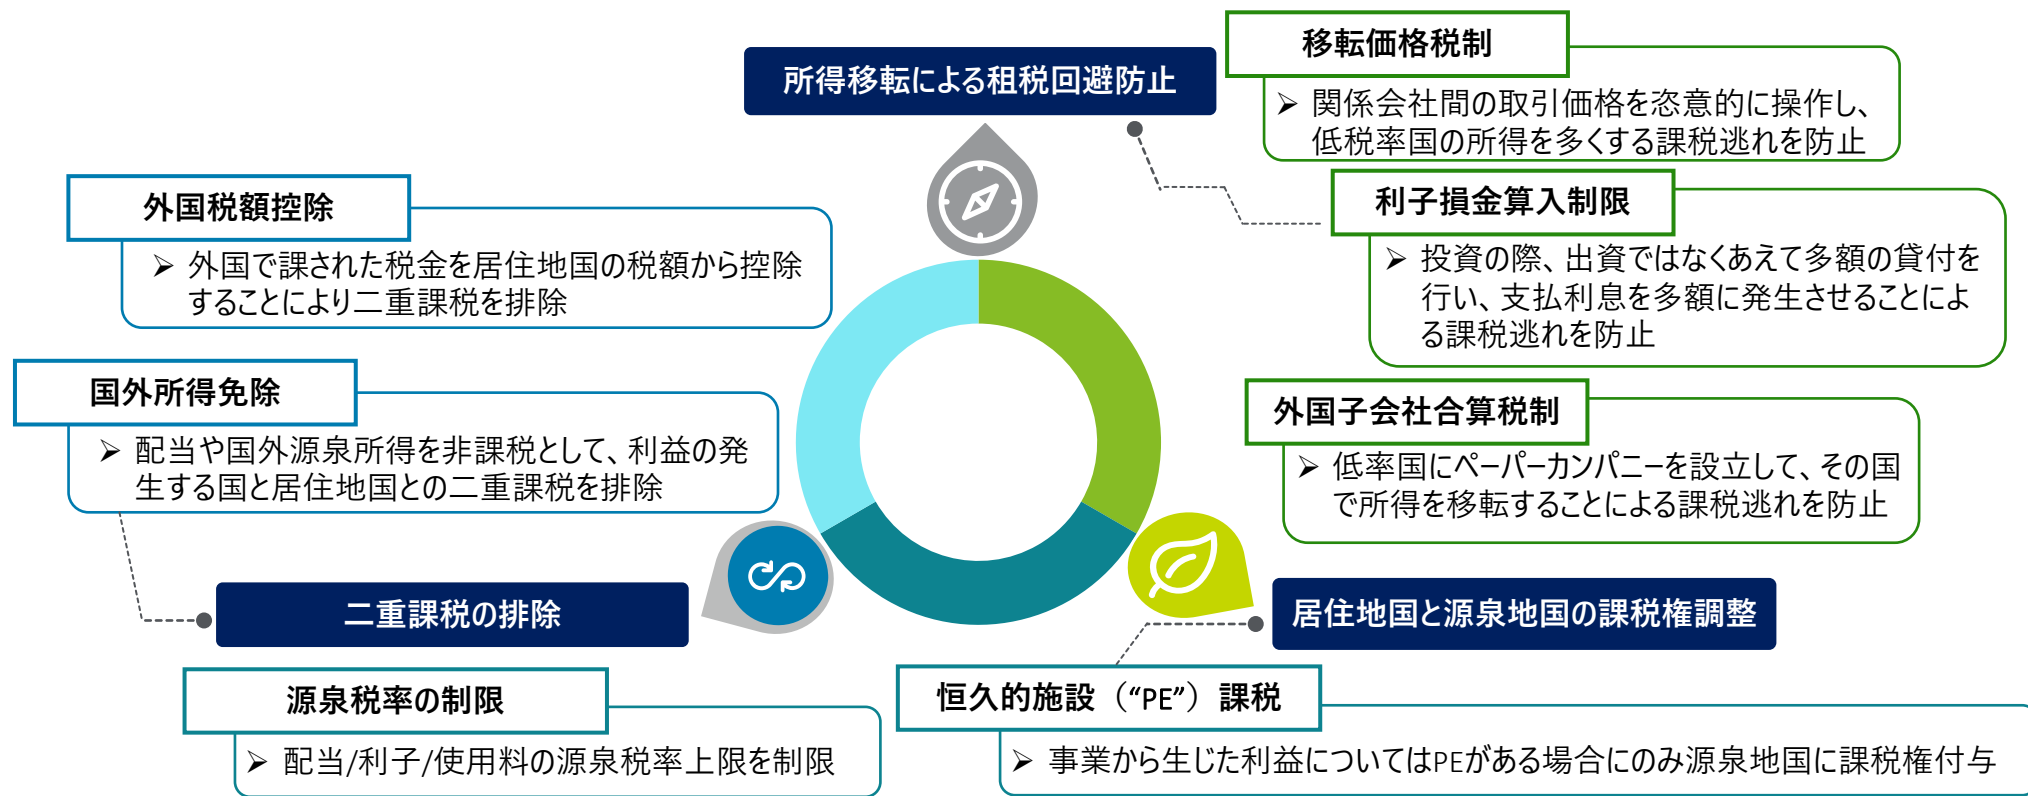 所得移転による租税回避防止
移転価格税制
➢ 関係会社間の取引価格を恣意的に操作し、
低税率国の所得を多くする課税逃れを防止
利子損金算入制限
➢ 投資の際、出資ではなくあえて多額の貸付を
行い、支払利息を多額に発生させることによ
る課税逃れを防止
外国子会社合算税制
➢ 低率国にペーパーカンパニーを設立して、その国
で所得を移転することによる課税逃れを防止
外国税額控除
➢ 外国で課された税金を居住地国の税額から控除
することにより二重課税を排除
国外所得免除
➢ 配当や国外源泉所得を非課税として、利益の発
生する国と居住地国との二重課税を排除
二重課税の排除
居住地国と源泉地国の課税権調整
源泉税率の制限
➢ 配当/利子/使用料の源泉税率上限を制限
恒久的施設（“PE”）課税
➢ 事業から生じた利益についてはPEがある場合にのみ源泉地国に課税権付与